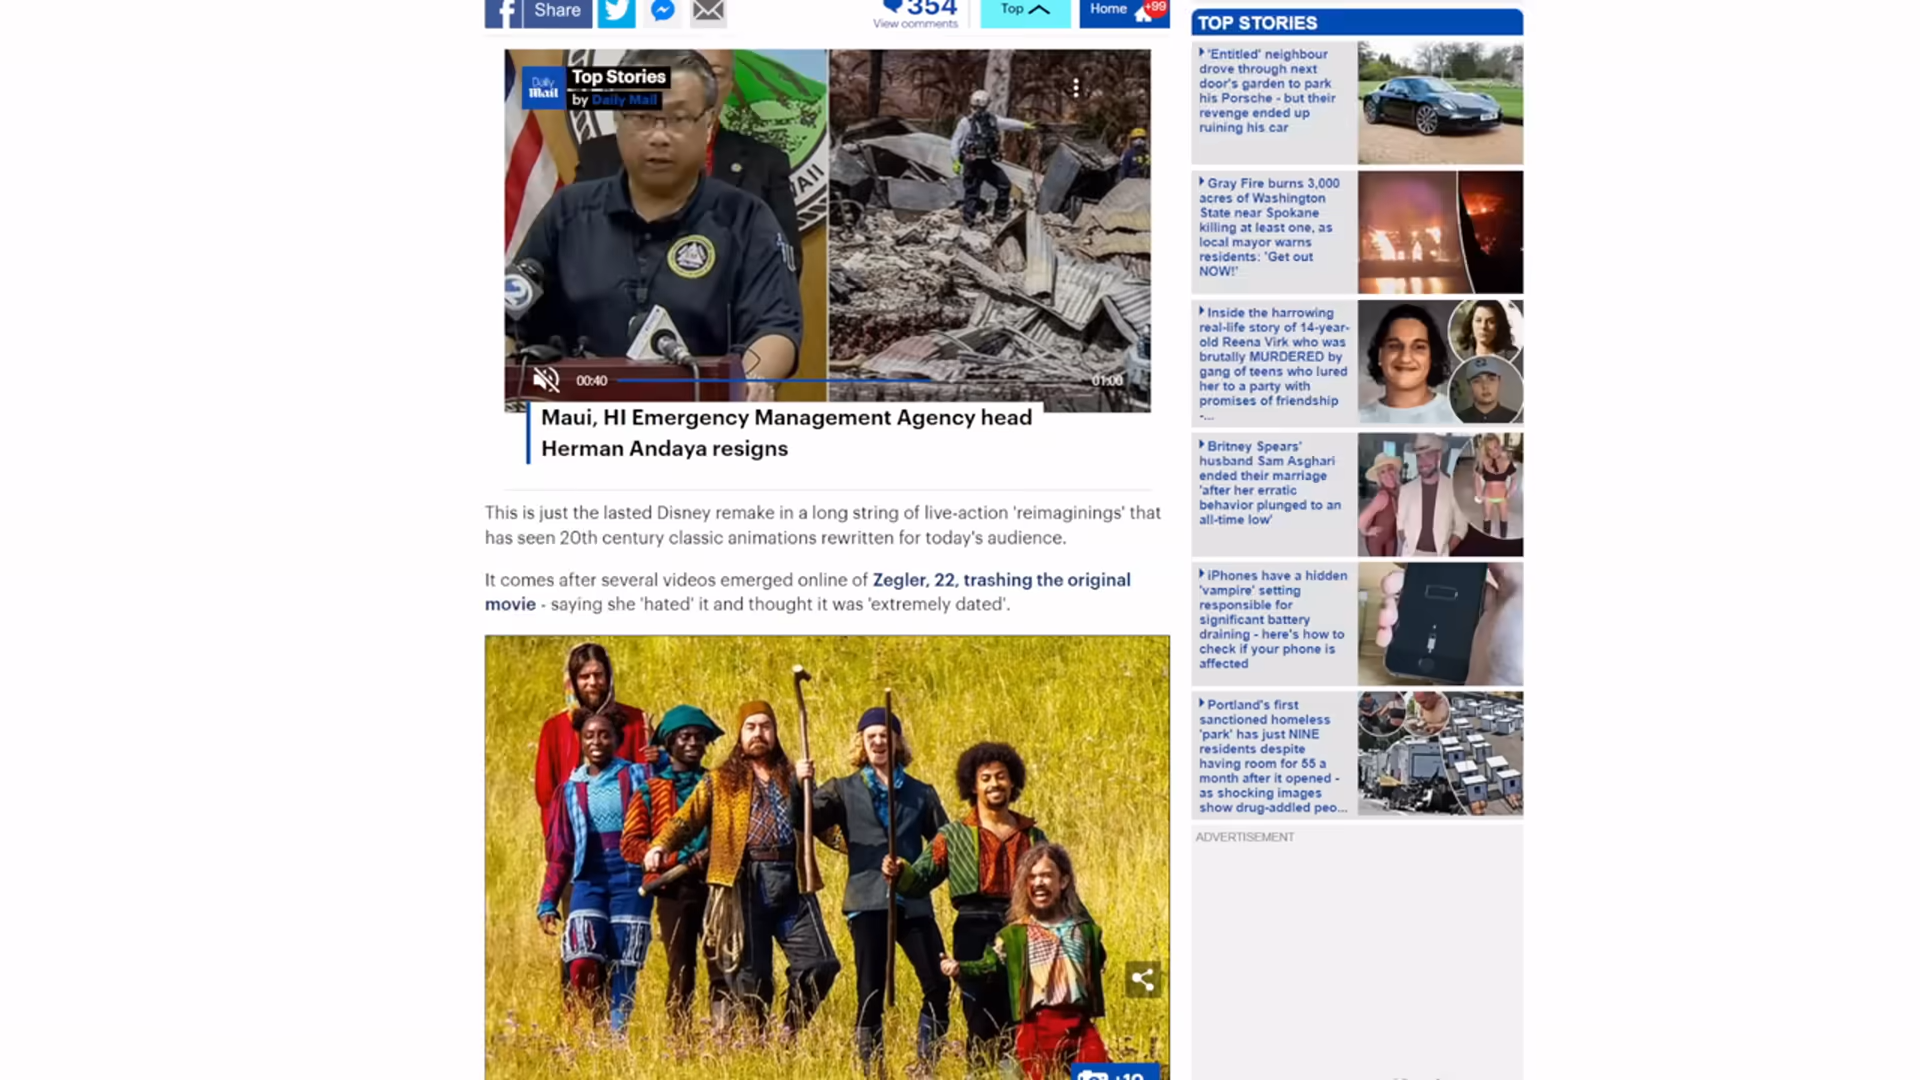 Share
354
View comments
Top
Home
+99
Daily
Mail
Top Stories
by Daily Mail
00:40
01:00
Maui, HI Emergency Management Agency head
Herman Andaya resigns
This is just the lasted Disney remake in a long string of live-action 'reimaginings' that
has seen 20th century classic animations rewritten for today's audience.
It comes after several videos emerged online of Zegler, 22, trashing the original
movie - saying she 'hated' it and thought it was 'extremely dated'.
+19
TOP STORIES
'Entitled' neighbour
drove through next
door's garden to park
his Porsche - but their
revenge ended up
ruining his car
Gray Fire burns 3,000
acres of Washington
State near Spokane
killing at least one, as
local mayor warns
residents: 'Get out
NOW!'
Inside the harrowing
real-life story of 14-year-
old Reena Virk who was
brutally MURDERED by
gang of teens who lured
her to a party with
promises of friendship
-...
Britney Spears'
husband Sam Asghari
ended their marriage
'after her erratic
behavior plunged to an
all-time low'
iPhones have a hidden
'vampire' setting
responsible for
significant battery
draining - here's how to
check if your phone is
affected
Portland's first
sanctioned homeless
'park' has just NINE
residents despite
having room for 55 a
month after it opened -
as shocking images
show drug-addled peo...
ADVERTISEMENT